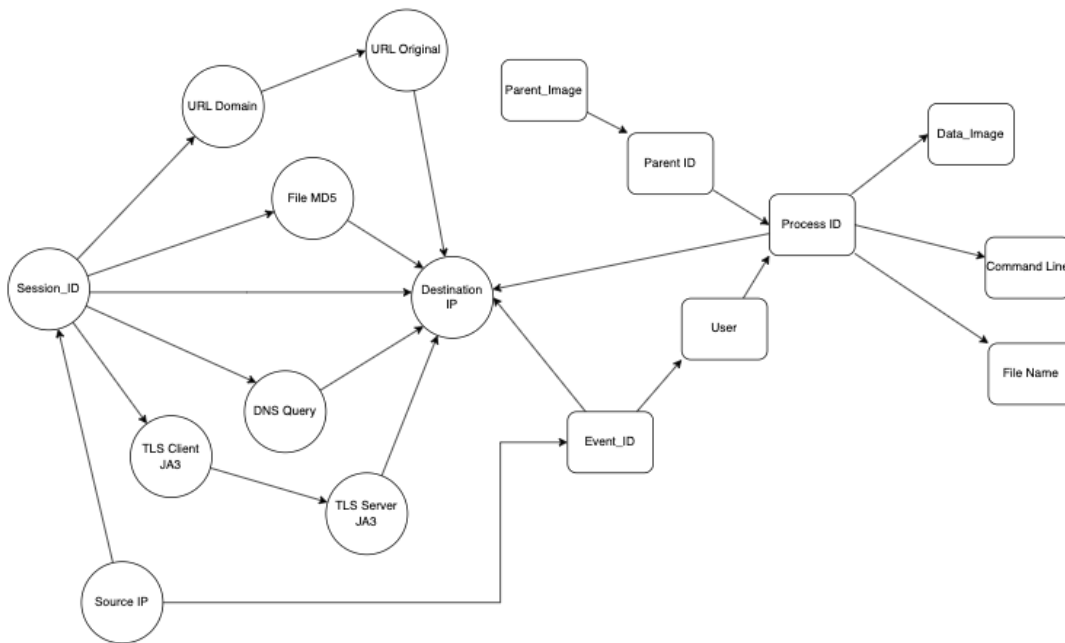 URL Original
URL Domain
Parent_Image
Data_Image
Parent ID
File MD5
Process ID
Session_ID
Destination
IP
Command Line
User
File Name
DNS Query
Event_ID
TLS Client
JA3
TLS Server
JA3
Source IP